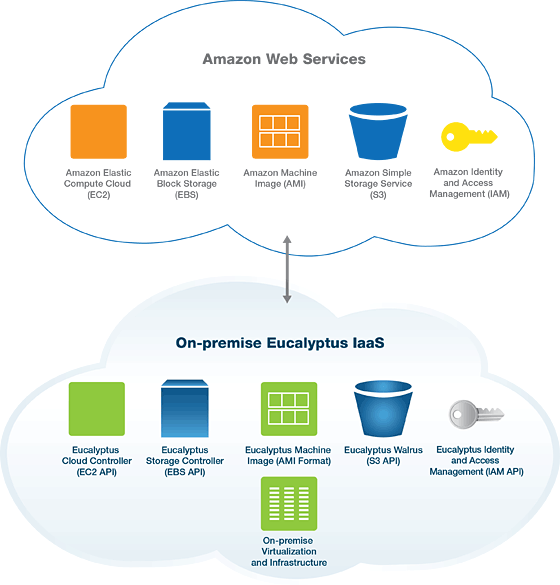 Amazon Web Services
Amazon Elastic
Compute Cloud
(EC2)
Amazon Elastic
Block Storage
(EBS)
Amazon Machine
Image (AMI)
Amazon Simple
Storage Service
(S3)
Amazon Identity
and Access
Management (IAM)
On-premise Eucalyptus IaaS
Eucalyptus
Cloud Controller
(EC2 API)
Eucalyptus
Storage Controller
(EBS API)
Eucalyptus Machine
Image (AMI Format)
Eucalyptus Walrus
(S3 API)
Eucalyptus Identity
and Access
Management (IAM API)
On-premise
Virtualization
and Infrastructure